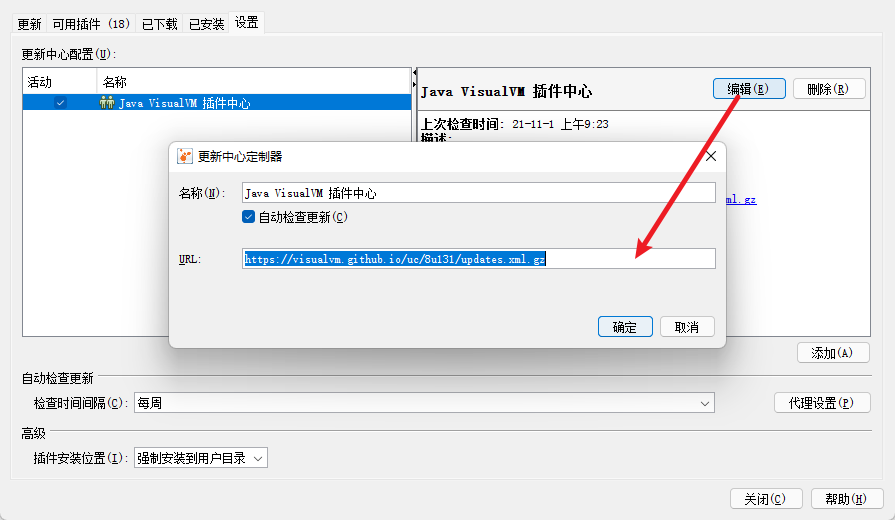 更新 可用插件 (18) 已下载 已安装 设置
更新中心配置(U):
活动 名称
Java VisualVM 插件中心
Java VisualVM 插件中心 编辑(E) 删除(R)
上次检查时间: 21-11-1 上午9:23
描述:
ml.gz
更新中心定制器
名称(N): Java VisualVM 插件中心
自动检查更新(C)
URL: https://visualvm.github.io/uc/8u131/updates.xml.gz
确定 取消
添加(A)
自动检查更新
检查时间间隔(C): 每周 代理设置(P)
高级
插件安装位置(I): 强制安装到用户目录
关闭(C) 帮助(H)